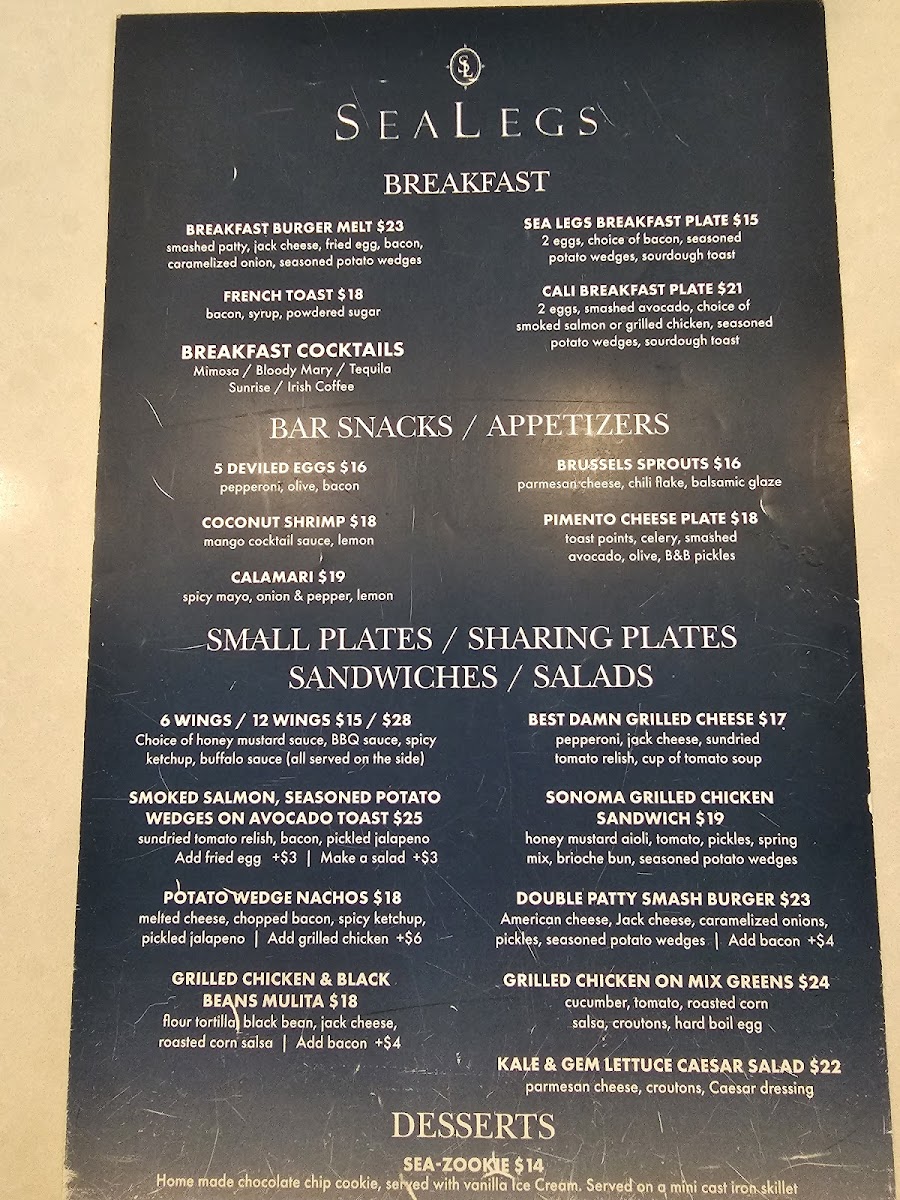 SL
SEALEGS
BREAKFAST
BREAKFAST BURGER MELT $23
smashed patty, jack cheese, fried egg, bacon,
caramelized onion, seasoned potato wedges
FRENCH TOAST $18
bacon, syrup, powdered sugar
BREAKFAST COCKTAILS
Mimosa / Bloody Mary / Tequila
Sunrise / Irish Coffee
SEA LEGS BREAKFAST PLATE $15
2 eggs, choice of bacon, seasoned
potato wedges, sourdough toast
CALI BREAKFAST PLATE $21
2 eggs, smashed avocado, choice of
smoked salmon or grilled chicken, seasoned
potato wedges, sourdough toast
BAR SNACKS / APPETIZERS
5 DEVILED EGGS $16
pepperoni, olive, bacon
COCONUT SHRIMP $18
mango cocktail sauce, lemon
CALAMARI $19
spicy mayo, onion & pepper, lemon
BRUSSELS SPROUTS $16
parmesan cheese, chili flake, balsamic glaze
PIMENTO CHEESE PLATE $18
toast points, celery, smashed
avocado, olive, B&B pickles
SMALL PLATES / SHARING PLATES
SANDWICHES / SALADS
6 WINGS / 12 WINGS $15 / $28
Choice of honey mustard sauce, BBQ sauce, spicy
ketchup, buffalo sauce (all served on the side)
SMOKED SALMON, SEASONED POTATO
WEDGES ON AVOCADO TOAST $25
sundried tomato relish, bacon, pickled jalapeno
Add fried egg +$3 | Make a salad +$3
POTATO WEDGE NACHOS $18
melted cheese, chopped bacon, spicy ketchup,
pickled jalapeno | Add grilled chicken +$6
GRILLED CHICKEN & BLACK
BEANS MULITA $18
flour tortilla, black bean, jack cheese,
roasted corn salsa | Add bacon +$4
BEST DAMN GRILLED CHEESE $17
pepperoni, jack cheese, sundried
tomato relish, cup of tomato soup
SONOMA GRILLED CHICKEN
SANDWICH $19
honey mustard aioli, tomato, pickles, spring
mix, brioche bun, seasoned potato wedges
DOUBLE PATTY SMASH BURGER $23
American cheese, Jack cheese, caramelized onions,
pickles, seasoned potato wedges | Add bacon +$4
GRILLED CHICKEN ON MIX GREENS $24
cucumber, tomato, roasted corn
salsa, croutons, hard boil egg
KALE & GEM LETTUCE CAESAR SALAD $22
parmesan cheese, croutons, Caesar dressing
DESSERTS
SEA-ZOOKIE $14
Home made chocolate chip cookie, served with vanilla Ice Cream. Served on a mini cast iron skillet